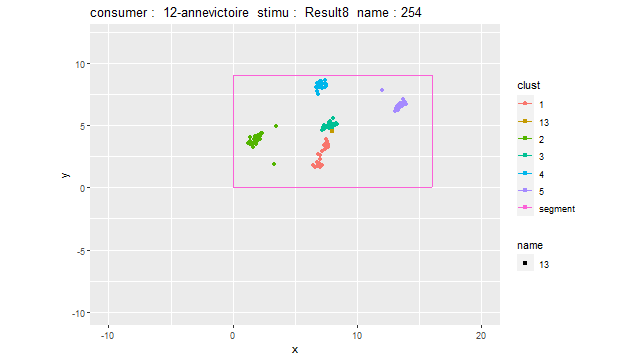 consumer :  12-annevictoire  stimu :  Result8  name : 254
clust
1
13
2
3
4
5
segment
name
13
10
5
0
-5
-10
y
-10
0
10
20
x